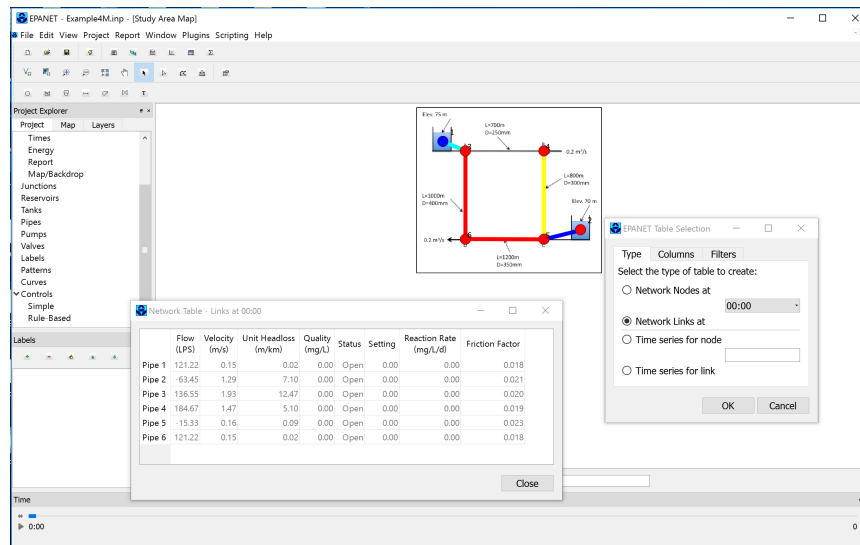 EPANET - Example4M.inp - [Study Area Map]
File Edit View Project Report Window Plugins Scripting Help
Project Explorer
Project Map Layers
Times
Energy
Report
Map/Backdrop
Junctions
Reservoirs
Tanks
Pipes
Pumps
Valves
Labels
Patterns
Curves
Controls
Simple
Rule-Based
Labels
Elev. 75 m
L=700m
D=250mm
1
0.2 m³/s
L=800m
D=300mm
L=1000m
D=400mm
Elev. 70 m
2
0.2 m³/s
L=1200m
D=350mm
EPANET Table Selection
Type Columns Filters
Select the type of table to create:
Network Nodes at
00:00
Network Links at
Time series for node
Time series for link
OK Cancel
Network Table - Links at 00:00
Flow (LPS) Velocity (m/s) Unit Headloss (m/km) Quality (mg/L) Status Setting Reaction Rate (mg/L/d) Friction Factor
Pipe 1 121.22 0.15 0.02 0.00 Open 0.00 0.00 0.018
Pipe 2 -63.45 1.29 7.10 0.00 Open 0.00 0.00 0.021
Pipe 3 136.55 1.93 12.47 0.00 Open 0.00 0.00 0.020
Pipe 4 184.67 1.47 5.10 0.00 Open 0.00 0.00 0.019
Pipe 5 -15.33 0.16 0.09 0.00 Open 0.00 0.00 0.023
Pipe 6 121.22 0.15 0.02 0.00 Open 0.00 0.00 0.018
Close
Time
0:00
0